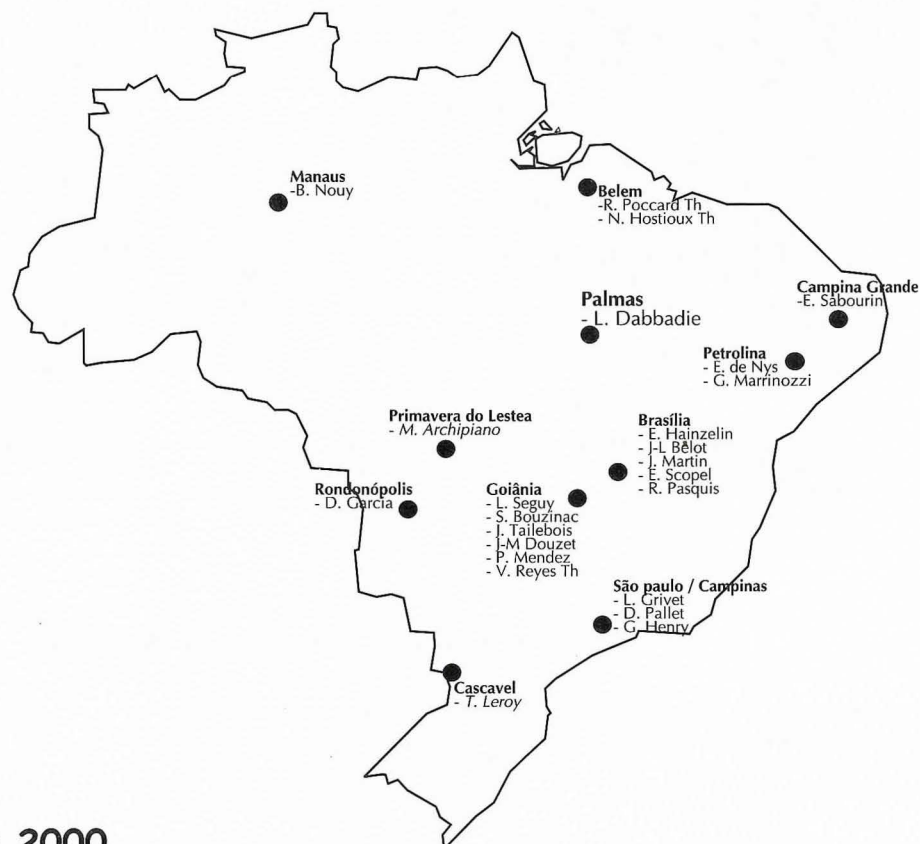 Manaus
-B. Nouy
Belem
-R. Poccard Th
- N. Hostioux Th
Campina Grande
-E. Sabourin
Palmas
- L. Dabbadie
Petrolina
- E. de Nys
- G. Marrinozzi
Primavera do Lestea
- M. Archipiano
Brasília
- E. Hainzelin
- J-L Bélot
- J. Martin
- E. Scopel
- R. Pasquis
Rondonópolis
- D. Garcia
Goiânia
- L. Seguy
- S. Bouzinac
- J. Tailebois
- J-M Douzet
- P. Mendez
- V. Reyes Th
São paulo / Campinas
- L. Grivet
- D. Pallet
- G. Henry
Cascavel
- T. Leroy
2000